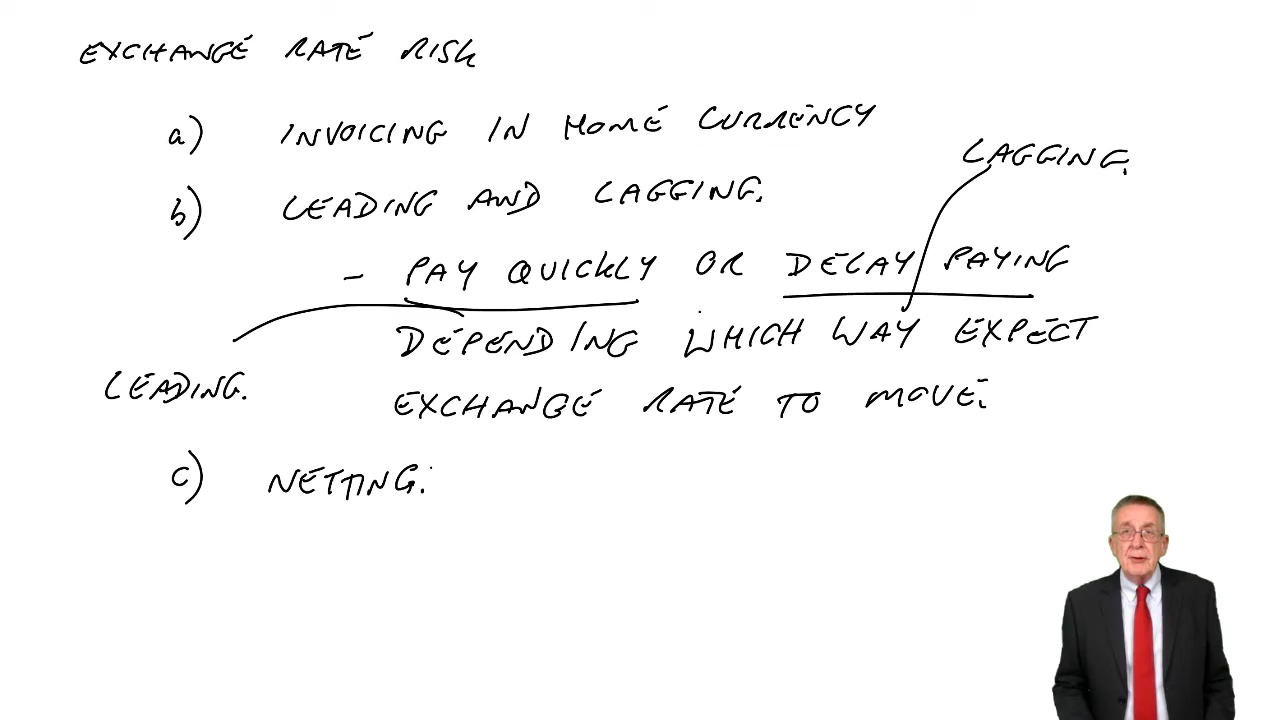 EXCHANGE RATE RISK
a) INVOICING IN HOME CURRENCY
LAGGING.
b) LEADING AND LAGGING.
- PAY QUICKLY OR DELAY PAYING
DEPENDING WHICH WAY EXPECT
LEADING.
EXCHANGE RATE TO MOVE.
c) NETTING.